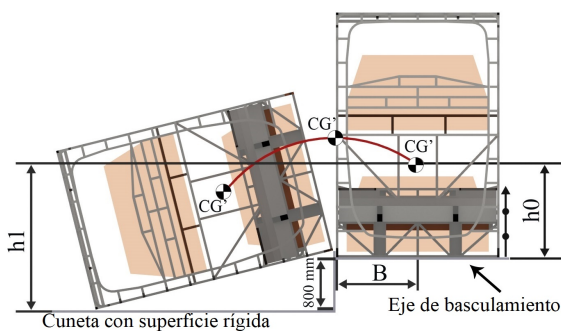 CG'
CG'
CG'
h1
h0
800 mm
B
Eje de basculamiento
Cuneta con superficie rígida